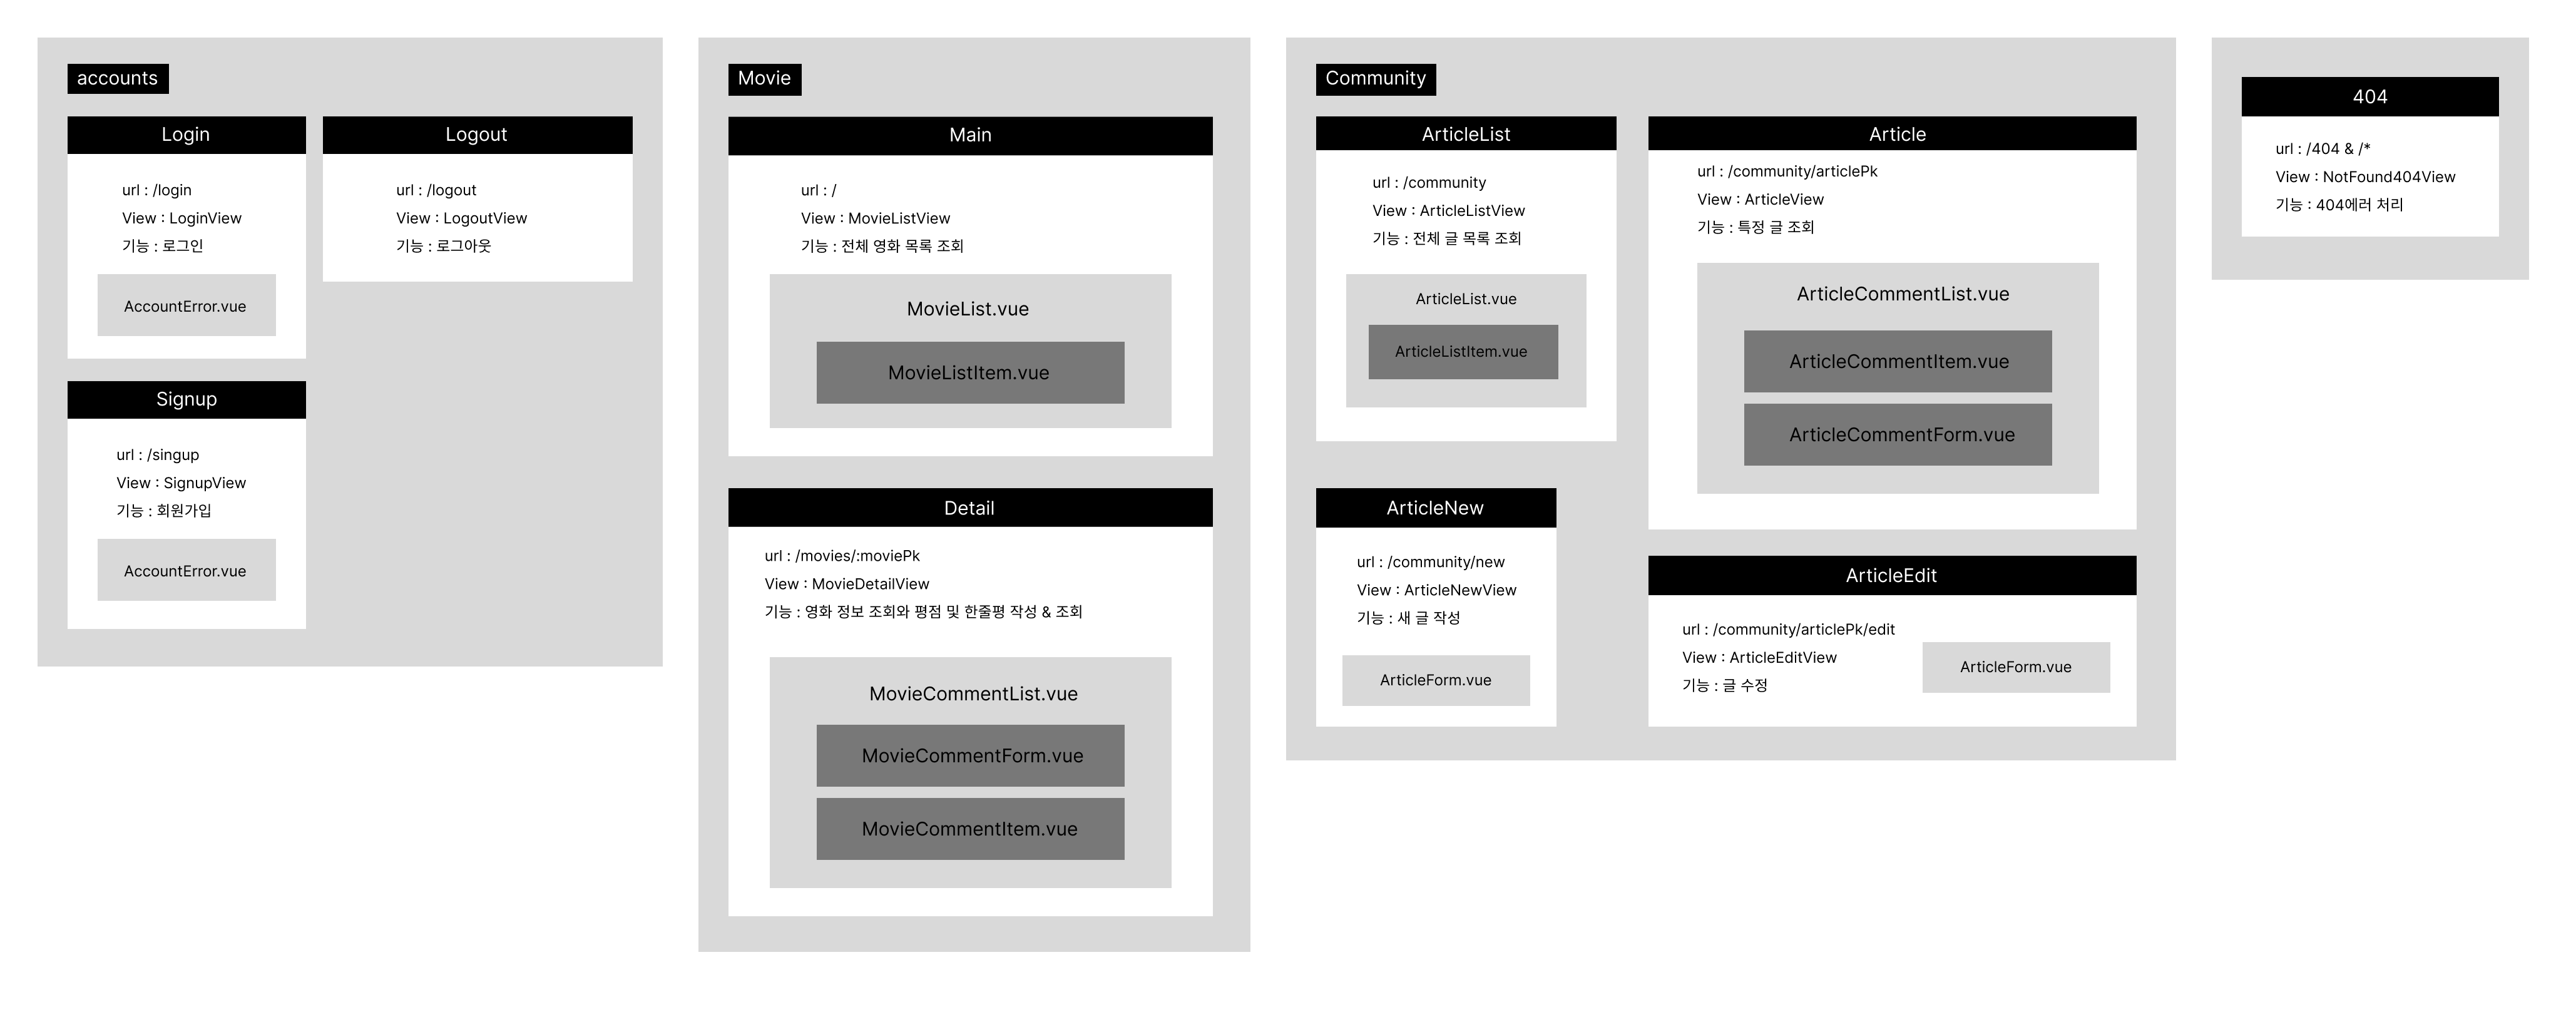 accounts
Login
url : /login
View : LoginView
기능 : 로그인
AccountError.vue
Logout
url : /logout
View : LogoutView
기능 : 로그아웃
Signup
url : /singup
View : SignupView
기능 : 회원가입
AccountError.vue
Movie
Main
url : /
View : MovieListView
기능 : 전체 영화 목록 조회
MovieList.vue
MovieListItem.vue
Detail
url : /movies/:moviePk
View : MovieDetailView
기능 : 영화 정보 조회와 평점 및 한줄평 작성 & 조회
MovieCommentList.vue
MovieCommentForm.vue
MovieCommentItem.vue
Community
ArticleList
url : /community
View : ArticleListView
기능 : 전체 글 목록 조회
ArticleList.vue
ArticleListItem.vue
Article
url : /community/articlePk
View : ArticleView
기능 : 특정 글 조회
ArticleCommentList.vue
ArticleCommentItem.vue
ArticleCommentForm.vue
ArticleNew
url : /community/new
View : ArticleNewView
기능 : 새 글 작성
ArticleForm.vue
ArticleEdit
url : /community/articlePk/edit
View : ArticleEditView
기능 : 글 수정
ArticleForm.vue
404
url : /404 & /*
View : NotFound404View
기능 : 404에러 처리